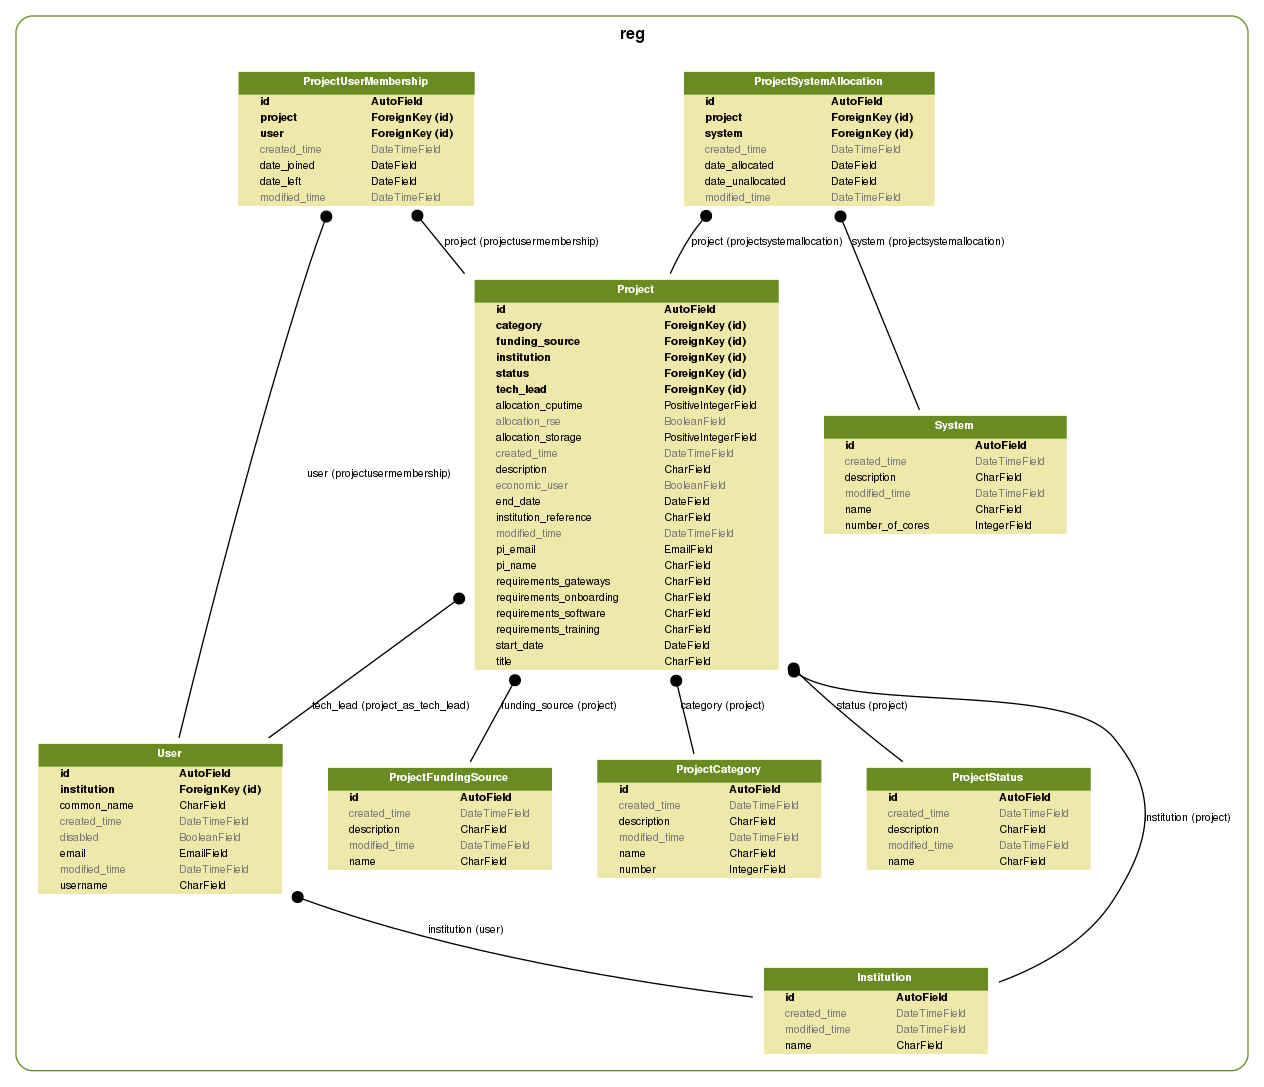 reg
ProjectUserMembership
id AutoField
project ForeignKey (id)
user ForeignKey (id)
created_time DateTimeField
date_joined DateField
date_left DateField
modified_time DateTimeField
ProjectSystemAllocation
id AutoField
project ForeignKey (id)
system ForeignKey (id)
created_time DateTimeField
date_allocated DateField
date_unallocated DateField
modified_time DateTimeField
project (projectusermembership)
project (projectsystemallocation)
system (projectsystemallocation)
Project
id AutoField
category ForeignKey (id)
funding_source ForeignKey (id)
institution ForeignKey (id)
status ForeignKey (id)
tech_lead ForeignKey (id)
allocation_cputime PositiveIntegerField
allocation_rse BooleanField
allocation_storage PositiveIntegerField
created_time DateTimeField
description CharField
economic_user BooleanField
end_date DateField
institution_reference CharField
modified_time DateTimeField
pi_email EmailField
pi_name CharField
requirements_gateways CharField
requirements_onboarding CharField
requirements_software CharField
requirements_training CharField
start_date DateField
title CharField
System
id AutoField
created_time DateTimeField
description CharField
modified_time DateTimeField
name CharField
number_of_cores IntegerField
user (projectusermembership)
tech_lead (project_as_tech_lead)
funding_source (project)
category (project)
status (project)
User
id AutoField
institution ForeignKey (id)
common_name CharField
created_time DateTimeField
disabled BooleanField
email EmailField
modified_time DateTimeField
username CharField
ProjectFundingSource
id AutoField
created_time DateTimeField
description CharField
modified_time DateTimeField
name CharField
ProjectCategory
id AutoField
created_time DateTimeField
description CharField
modified_time DateTimeField
name CharField
number IntegerField
ProjectStatus
id AutoField
created_time DateTimeField
description CharField
modified_time DateTimeField
name CharField
institution (project)
institution (user)
Institution
id AutoField
created_time DateTimeField
modified_time DateTimeField
name CharField